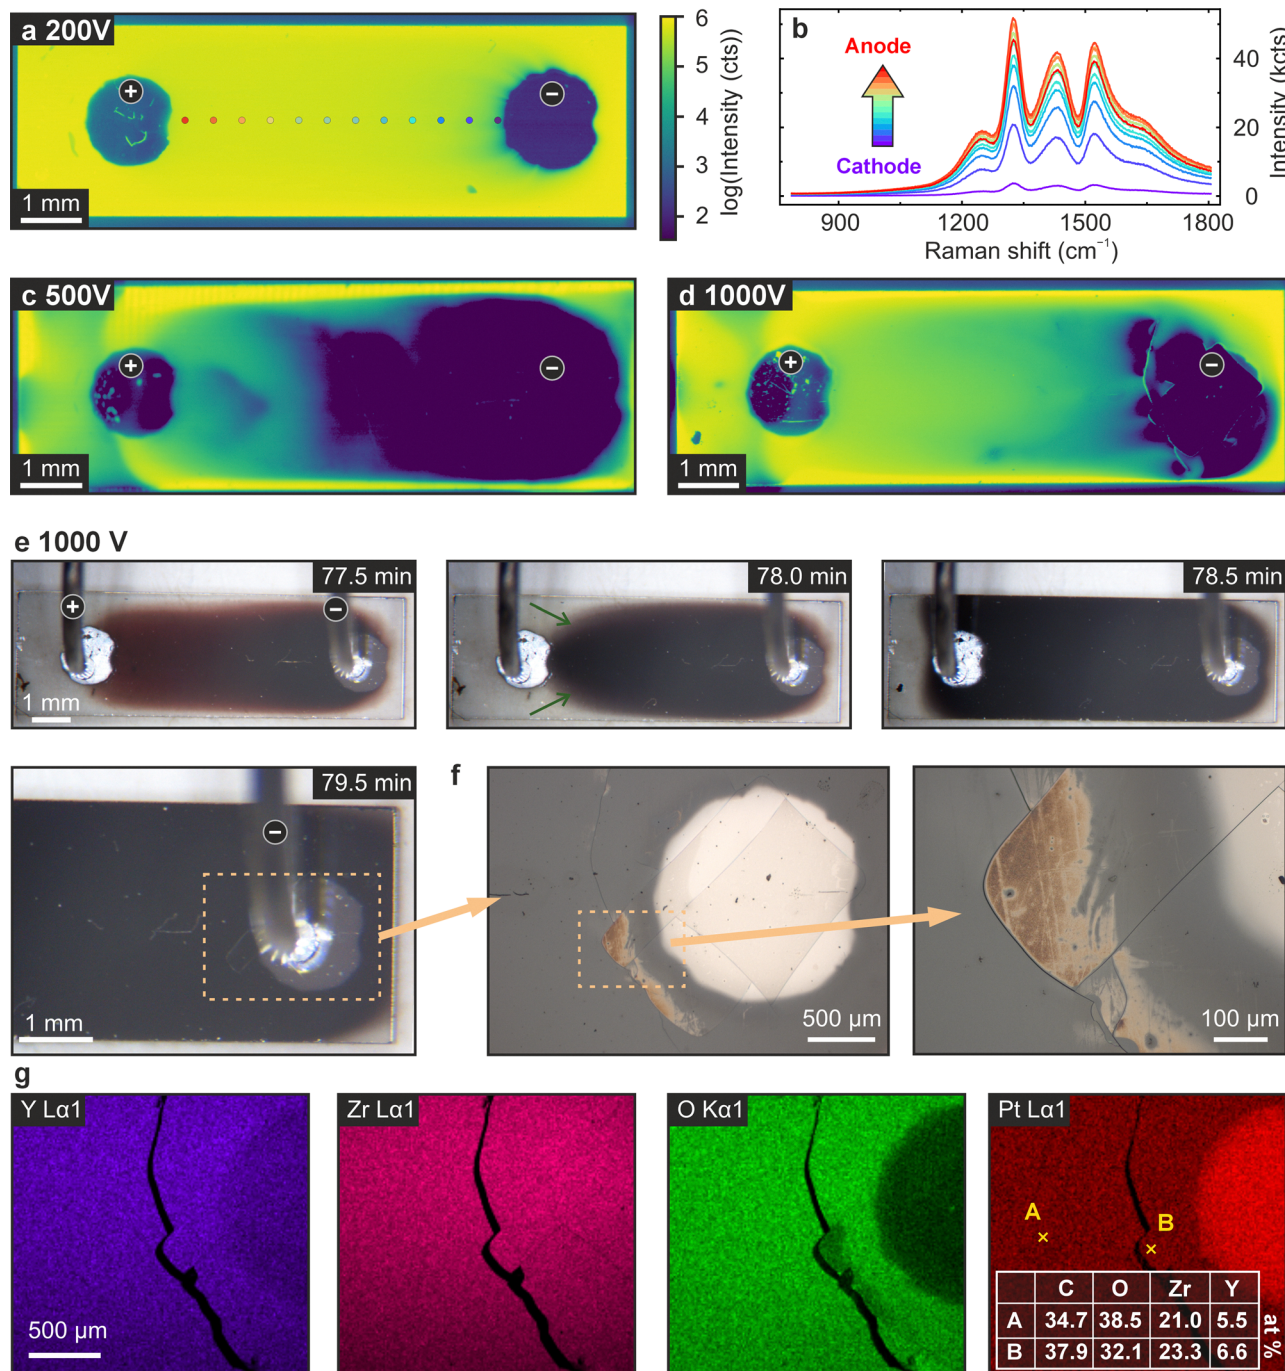 a 200V
+
−
1 mm
6
5
4
3
2
log(Intensity (cts))
b
Anode
Cathode
40
20
0
Intensity (kcts)
900 1200 1500 1800
Raman shift (cm⁻¹)
c 500V
+
−
1 mm
d 1000V
+
−
1 mm
e 1000 V
77.5 min
+
−
1 mm
78.0 min
78.5 min
79.5 min
−
1 mm
f
500 µm
100 µm
g
Y Lα1
500 µm
Zr Lα1
O Kα1
Pt Lα1
A
B
C O Zr Y
A 34.7 38.5 21.0 5.5
B 37.9 32.1 23.3 6.6
at %